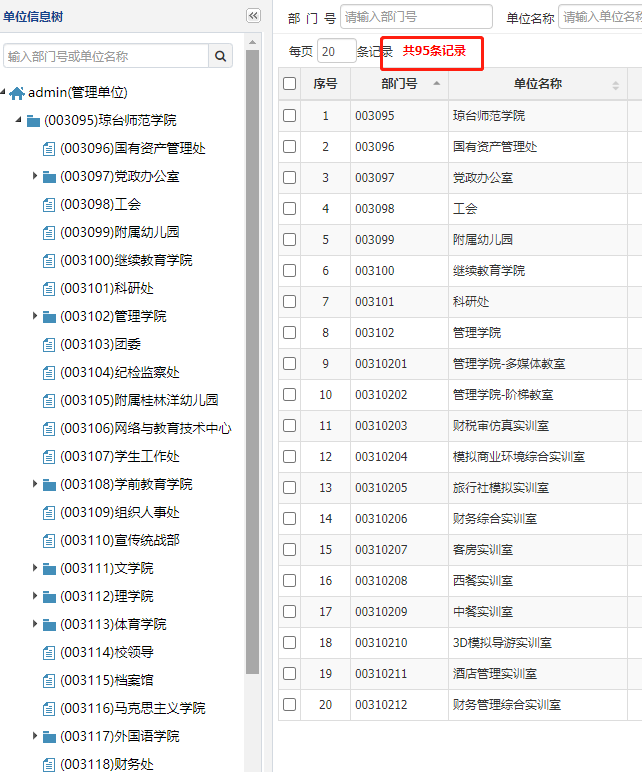 单位信息树
输入部门号或单位名称
admin(管理单位)
(003095)琼台师范学院
(003096)国有资产管理处
(003097)党政办公室
(003098)工会
(003099)附属幼儿园
(003100)继续教育学院
(003101)科研处
(003102)管理学院
(003103)团委
(003104)纪检监察处
(003105)附属桂林洋幼儿园
(003106)网络与教育技术中心
(003107)学生工作处
(003108)学前教育学院
(003109)组织人事处
(003110)宣传统战部
(003111)文学院
(003112)理学院
(003113)体育学院
(003114)校领导
(003115)档案馆
(003116)马克思主义学院
(003117)外国语学院
(003118)财务处
部 门 号 请输入部门号 单位名称 请输入单位名称
每页 20 条记录 共95条记录
序号 部门号 单位名称
1 003095 琼台师范学院
2 003096 国有资产管理处
3 003097 党政办公室
4 003098 工会
5 003099 附属幼儿园
6 003100 继续教育学院
7 003101 科研处
8 003102 管理学院
9 00310201 管理学院-多媒体教室
10 00310202 管理学院-阶梯教室
11 00310203 财税审仿真实训室
12 00310204 模拟商业环境综合实训室
13 00310205 旅行社模拟实训室
14 00310206 财务综合实训室
15 00310207 客房实训室
16 00310208 西餐实训室
17 00310209 中餐实训室
18 00310210 3D模拟导游实训室
19 00310211 酒店管理实训室
20 00310212 财务管理综合实训室